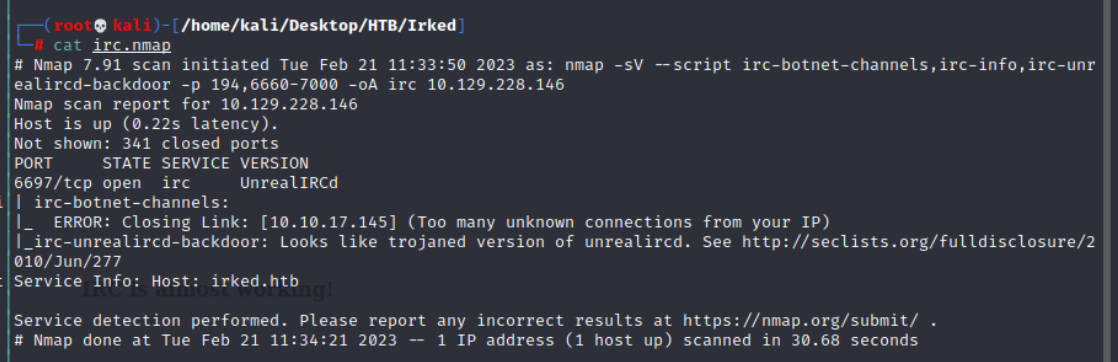 (root💀kali)-[/home/kali/Desktop/HTB/Irked]
# cat irc.nmap
# Nmap 7.91 scan initiated Tue Feb 21 11:33:50 2023 as: nmap -sV --script irc-botnet-channels,irc-info,irc-unr
ealircd-backdoor -p 194,6660-7000 -oA irc 10.129.228.146
Nmap scan report for 10.129.228.146
Host is up (0.22s latency).
Not shown: 341 closed ports
PORT     STATE SERVICE VERSION
6697/tcp open  irc     UnrealIRCd
| irc-botnet-channels:
|_  ERROR: Closing Link: [10.10.17.145] (Too many unknown connections from your IP)
|_irc-unrealircd-backdoor: Looks like trojaned version of unrealircd. See http://seclists.org/fulldisclosure/2
010/Jun/277
Service Info: Host: irked.htb
IRC is almost working!
Service detection performed. Please report any incorrect results at https://nmap.org/submit/ .
# Nmap done at Tue Feb 21 11:34:21 2023 -- 1 IP address (1 host up) scanned in 30.68 seconds